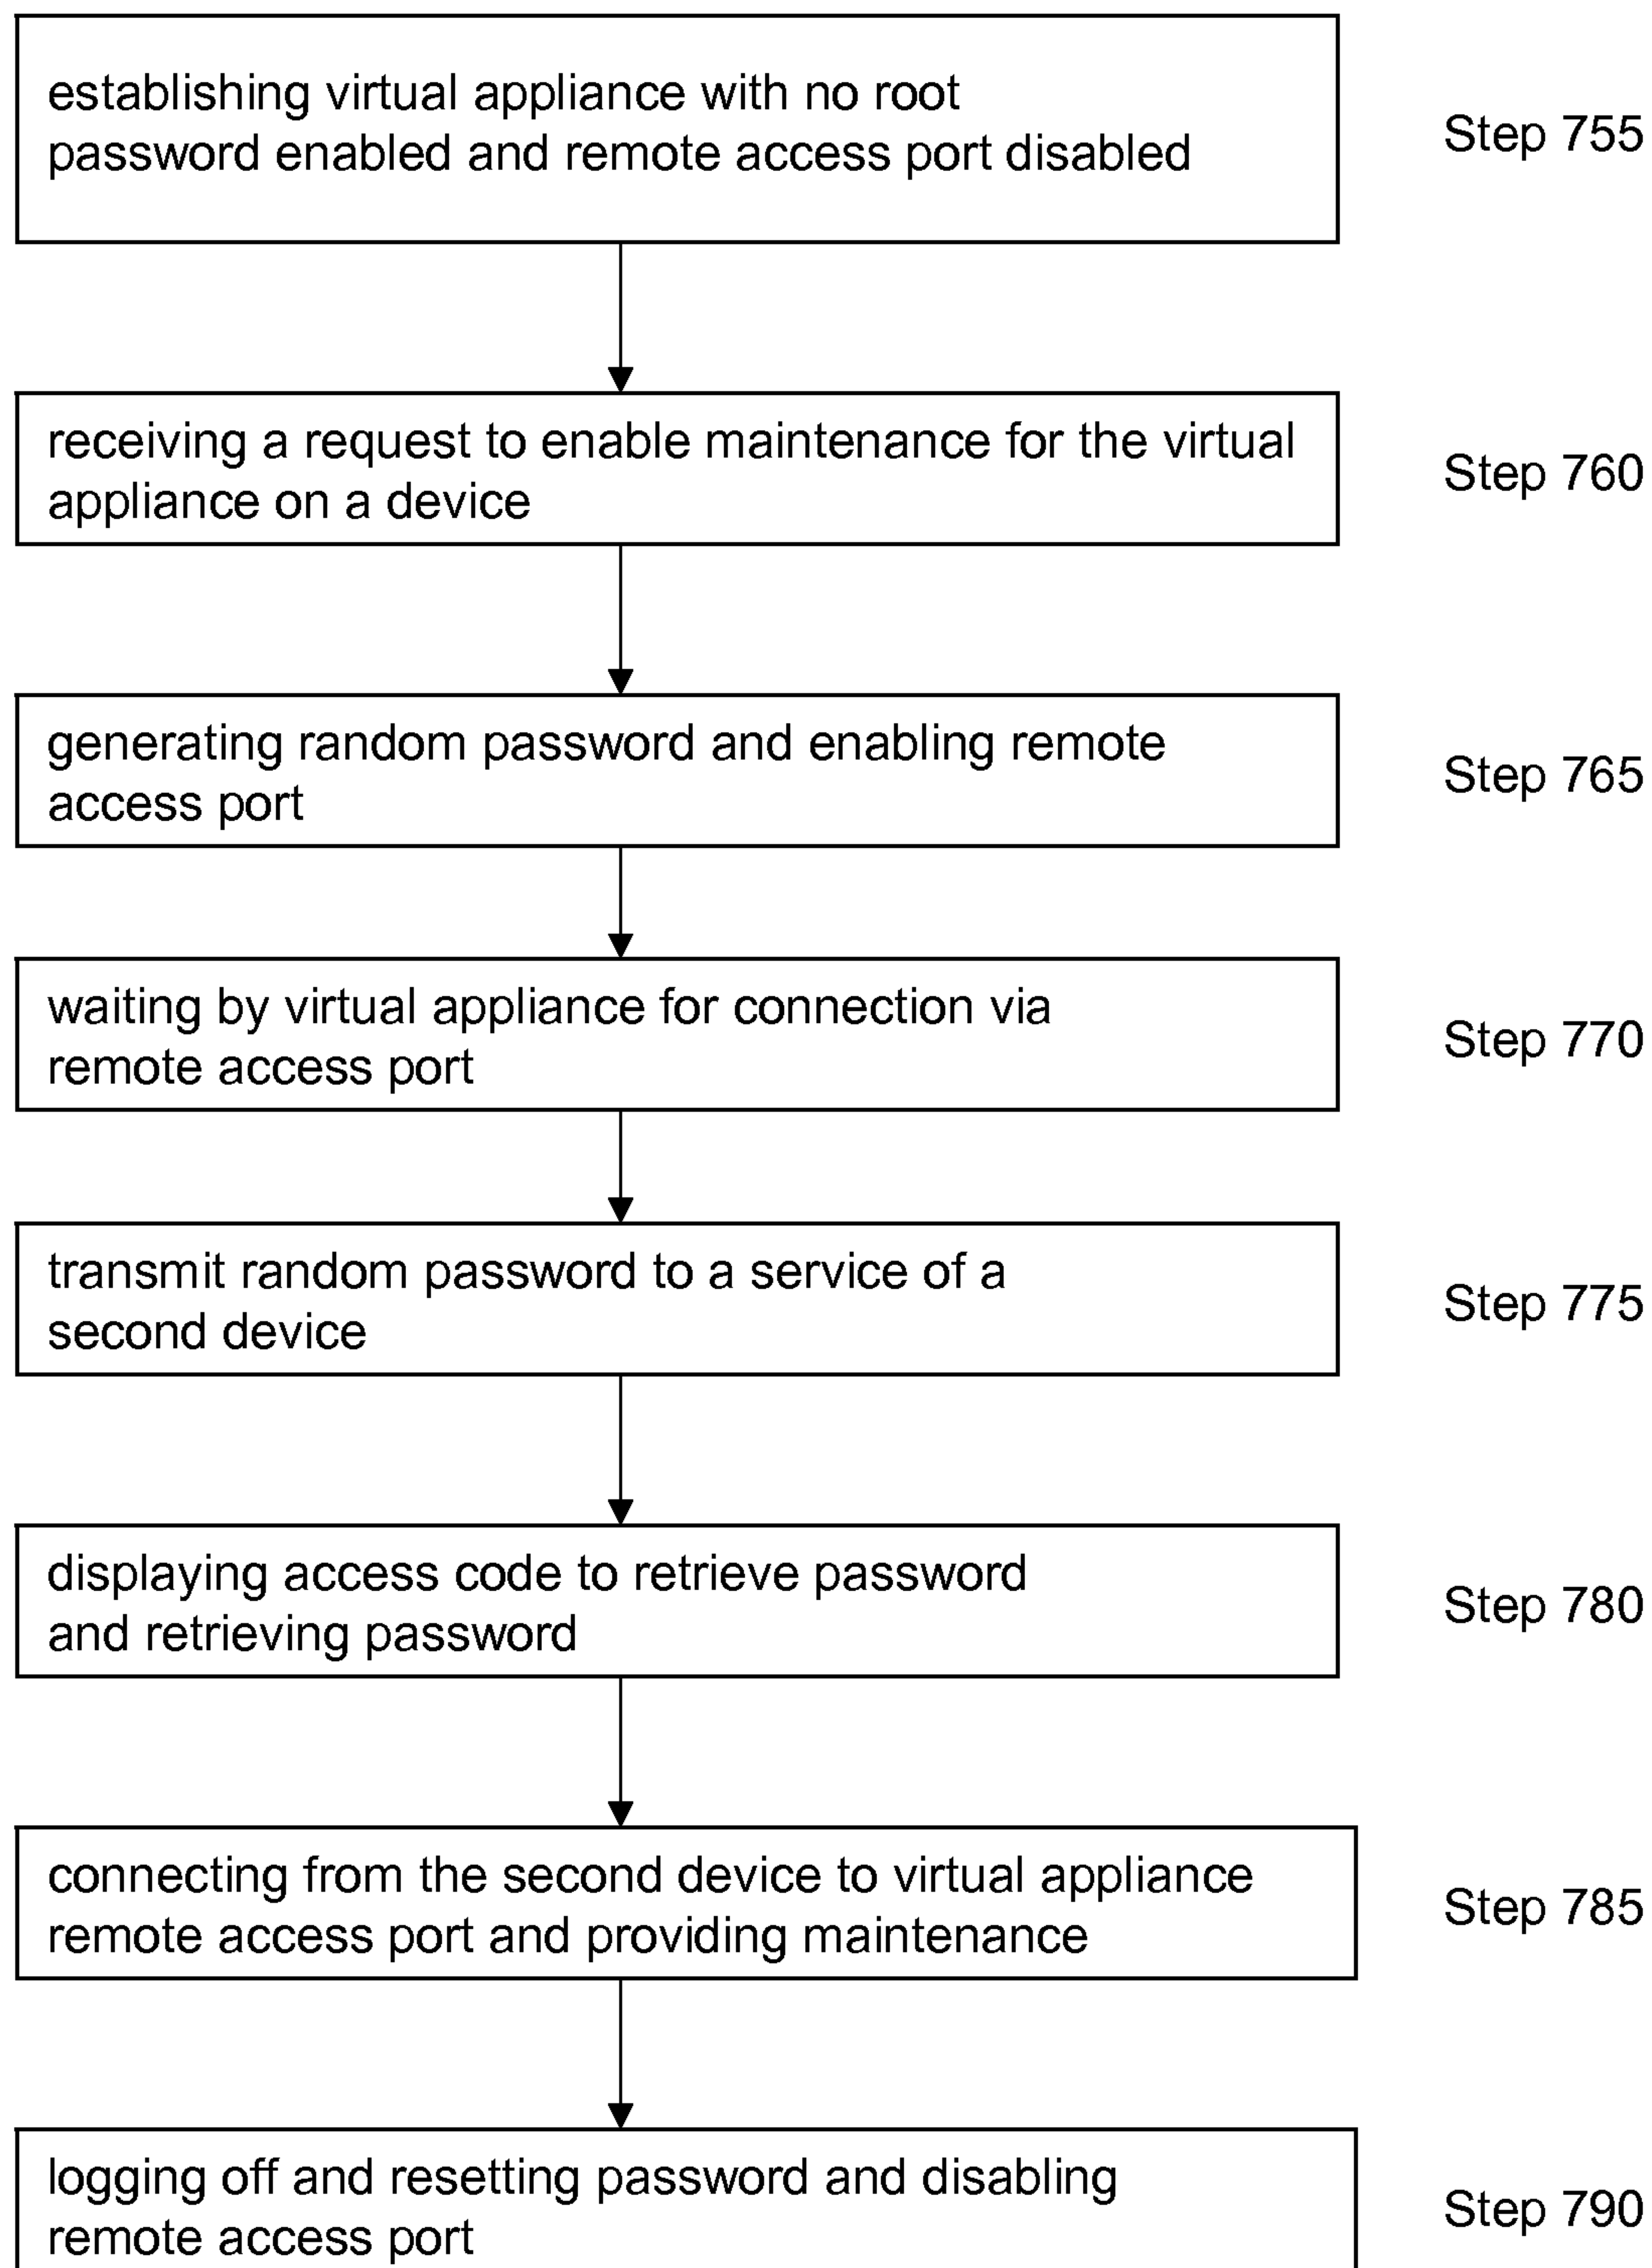 establishing virtual appliance with no root
password enabled and remote access port disabled
Step 755
receiving a request to enable maintenance for the virtual
appliance on a device
Step 760
generating random password and enabling remote
access port
Step 765
waiting by virtual appliance for connection via
remote access port
Step 770
transmit random password to a service of a
second device
Step 775
displaying access code to retrieve password
and retrieving password
Step 780
connecting from the second device to virtual appliance
remote access port and providing maintenance
Step 785
logging off and resetting password and disabling
remote access port
Step 790